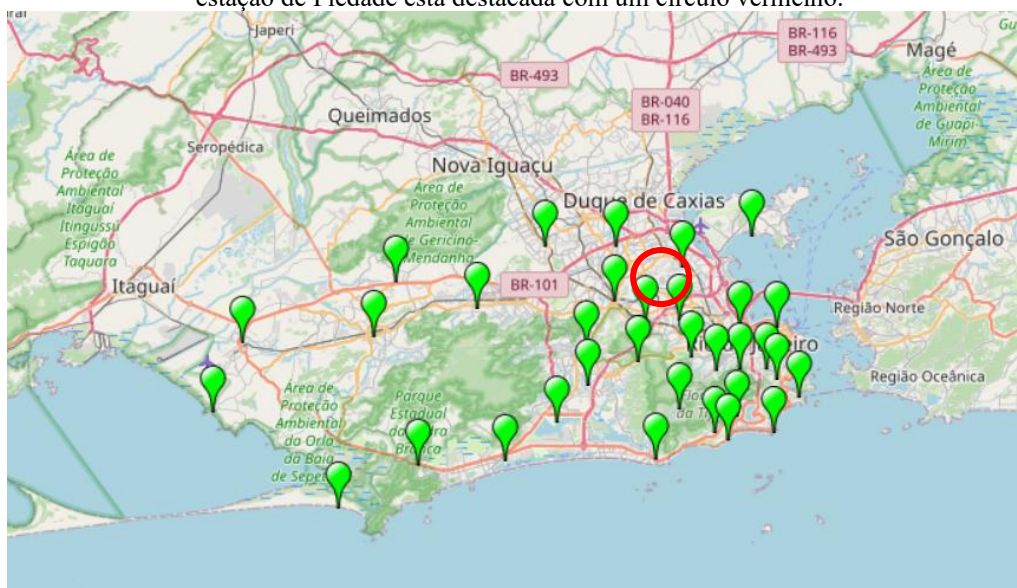 estação de Piedade está destacada com um círculo vermelho.
Japeri
BR-116
BR-493
Magé
BR-493
Área de
Proteção
Ambiental
de Guapi-
Mirim
BR-040
BR-116
Queimados
Seropédica
Nova Iguaçu
Área de
Proteção
Ambiental
Itaguaí
Itingussú
Espigão
Taquara
Área de
Proteção
Ambiental
de Gericinó-
Mendanha
Duque de Caxias
São Gonçalo
Itaguaí
BR-101
Região Norte
Região Oceânica
Área de
Proteção
Ambiental
da Orla
da Baía
de
Parque
Estadual
da
Branca